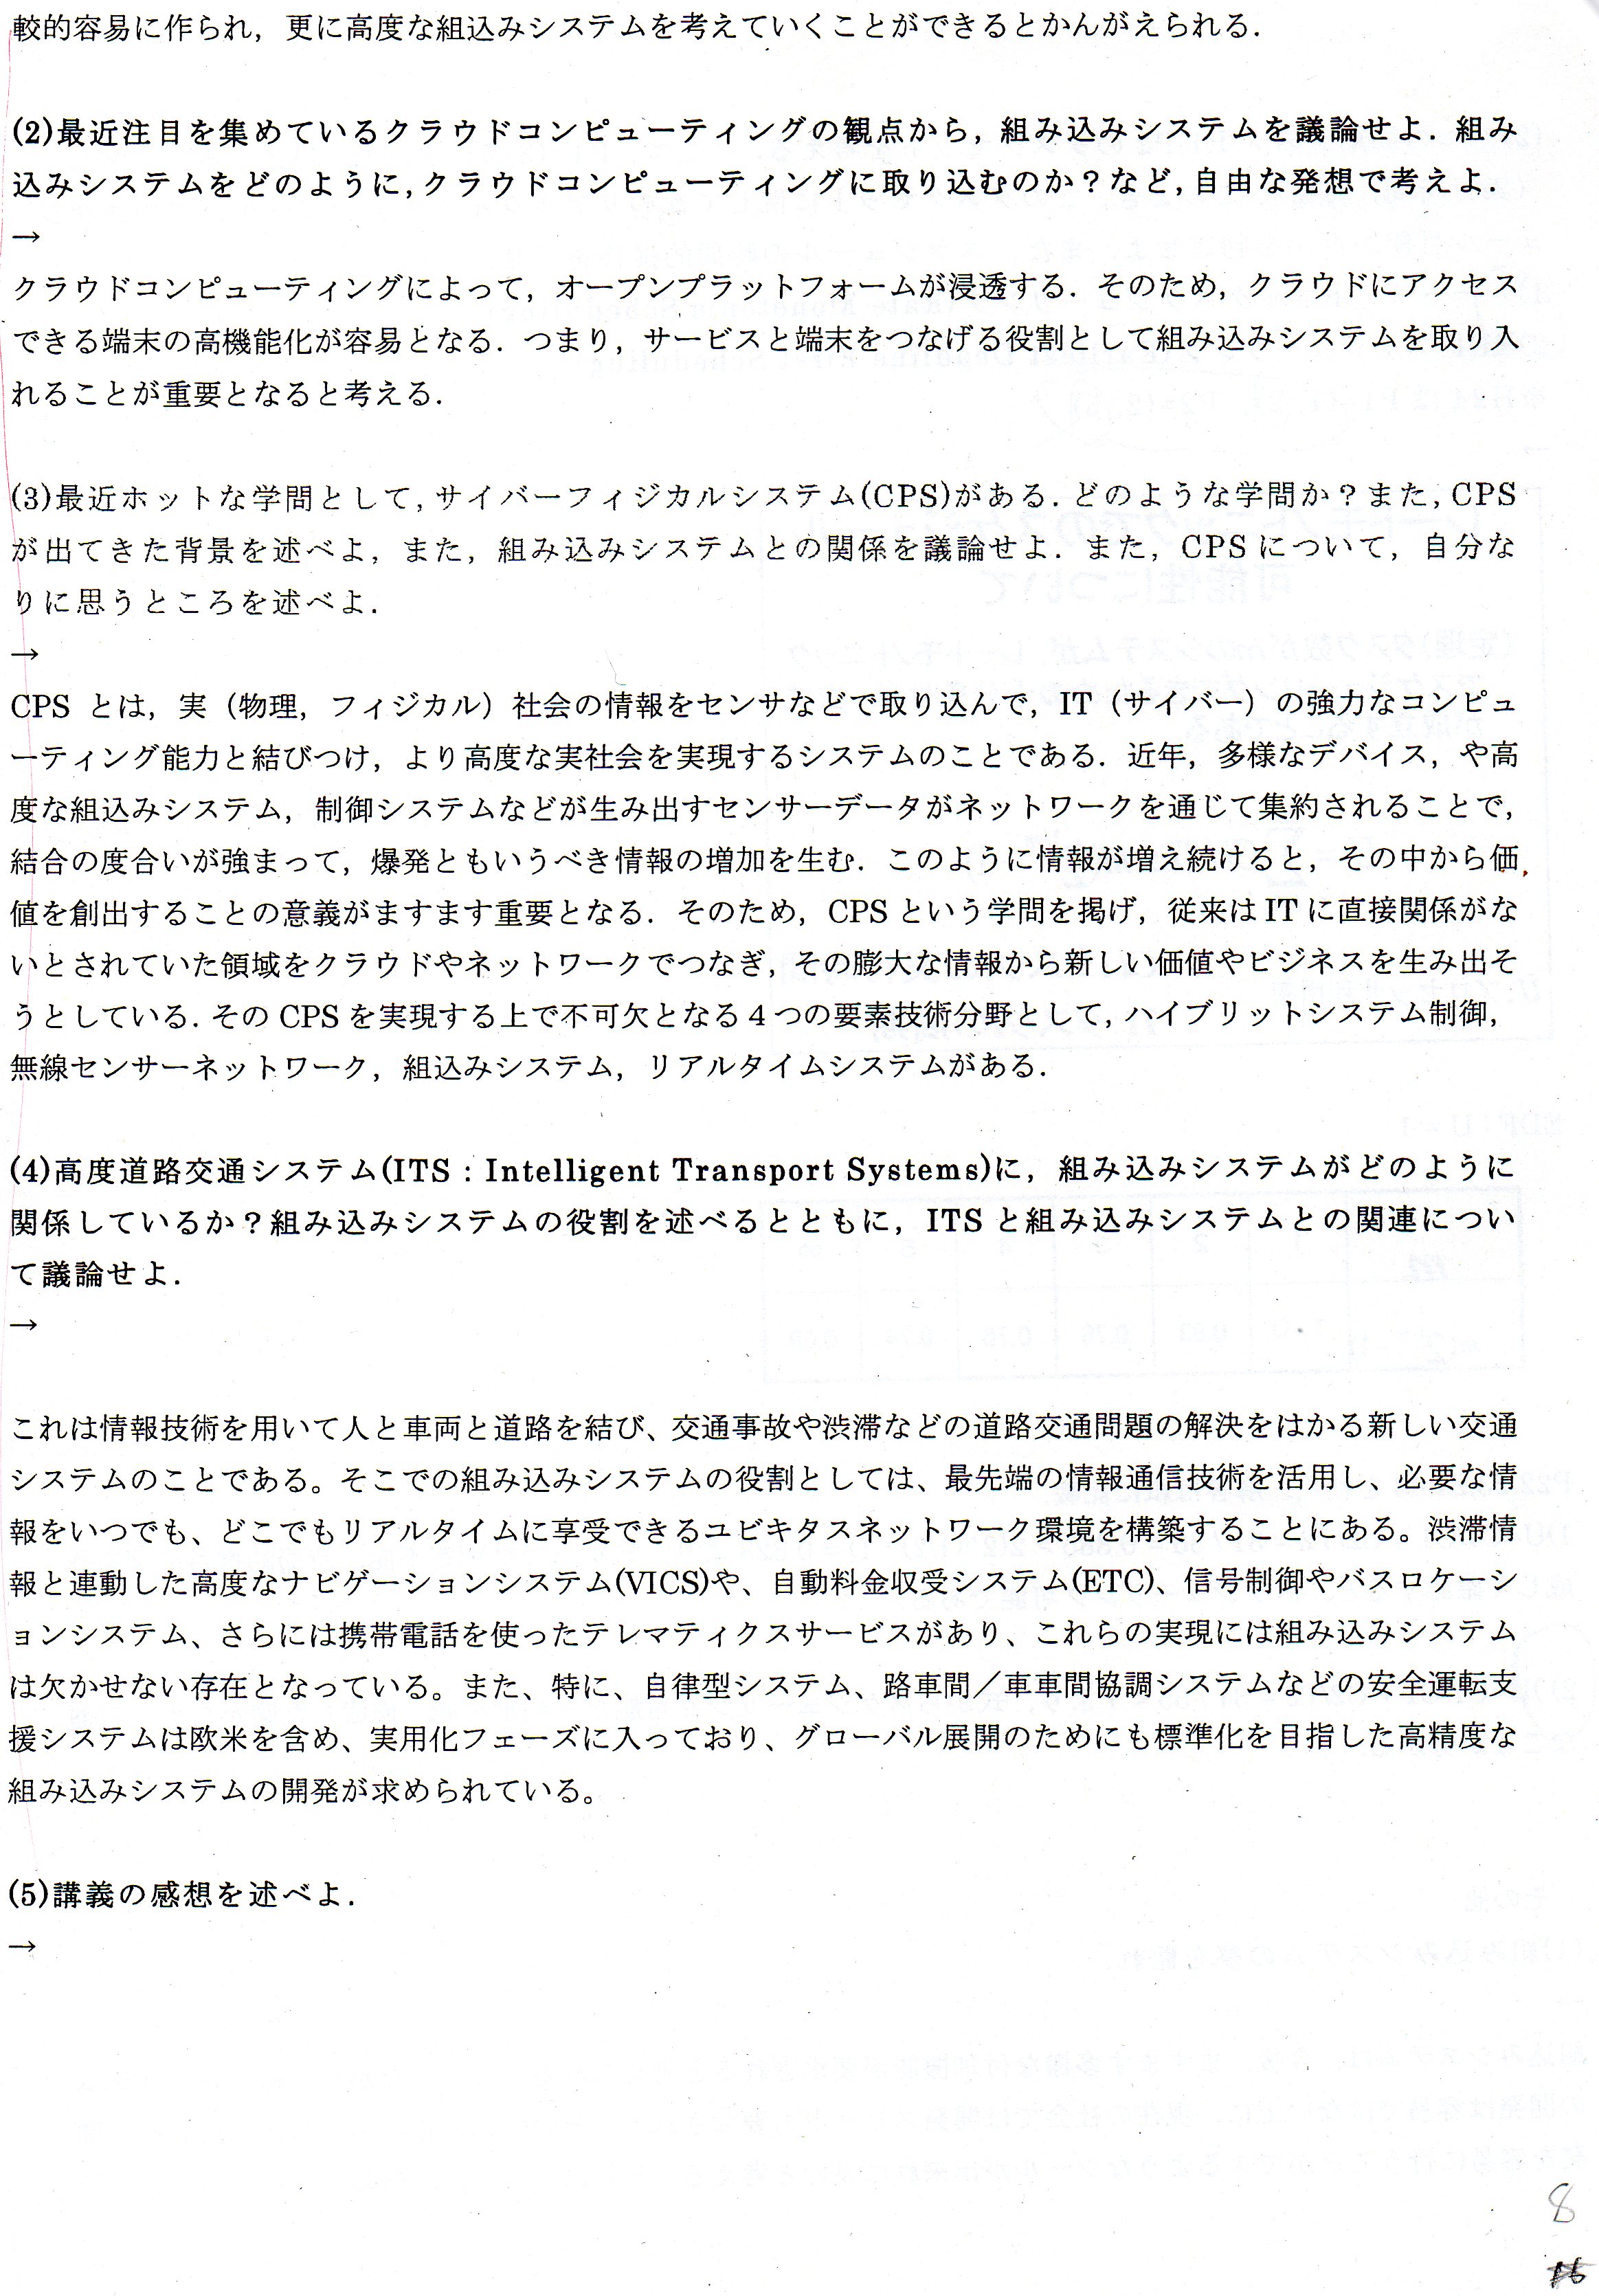 較的容易に作られ，更に高度な組込みシステムを考えていくことができるとかんがえられる．
(2)最近注目を集めているクラウドコンピューティングの観点から，組み込みシステムを議論せよ．組み
込みシステムをどのように，クラウドコンピューティングに取り込むのか？など，自由な発想で考えよ．
→
クラウドコンピューティングによって，オープンプラットフォームが浸透する．そのため，クラウドにアクセス
できる端末の高機能化が容易となる．つまり，サービスと端末をつなげる役割として組み込みシステムを取り入
れることが重要となると考える．
(3)最近ホットな学問として，サイバーフィジカルシステム(CPS)がある．どのような学問か？また，CPS
が出てきた背景を述べよ，また，組み込みシステムとの関係を議論せよ．また，CPS について，自分な
りに思うところを述べよ．
→
CPS とは，実（物理，フィジカル）社会の情報をセンサなどで取り込んで，IT（サイバー）の強力なコンピュ
ーティング能力と結びつけ，より高度な実社会を実現するシステムのことである．近年，多様なデバイス，や高
度な組込みシステム，制御システムなどが生み出すセンサーデータがネットワークを通じて集約されることで，
結合の度合いが強まって，爆発ともいうべき情報の増加を生む．このように情報が増え続けると，その中から価
値を創出することの意義がますます重要となる．そのため，CPS という学問を掲げ，従来は IT に直接関係がな
いとされていた領域をクラウドやネットワークでつなぎ，その膨大な情報から新しい価値やビジネスを生み出そ
うとしている．その CPS を実現する上で不可欠となる４つの要素技術分野として，ハイブリットシステム制御，
無線センサーネットワーク，組込みシステム，リアルタイムシステムがある．
(4)高度道路交通システム(ITS：Intelligent Transport Systems)に，組み込みシステムがどのように
関係しているか？組み込みシステムの役割を述べるとともに，ITS と組み込みシステムとの関連につい
て議論せよ．
→
これは情報技術を用いて人と車両と道路を結び、交通事故や渋滞などの道路交通問題の解決をはかる新しい交通
システムのことである。そこでの組み込みシステムの役割としては、最先端の情報通信技術を活用し、必要な情
報をいつでも、どこでもリアルタイムに享受できるユビキタスネットワーク環境を構築することにある。渋滞情
報と連動した高度なナビゲーションシステム(VICS)や、自動料金収受システム(ETC)、信号制御やバスロケーシ
ョンシステム、さらには携帯電話を使ったテレマティクスサービスがあり、これらの実現には組み込みシステム
は欠かせない存在となっている。また、特に、自律型システム、路車間／車車間協調システムなどの安全運転支
援システムは欧米を含め、実用化フェーズに入っており、グローバル展開のためにも標準化を目指した高精度な
組み込みシステムの開発が求められている。
(5)講義の感想を述べよ．
→
8